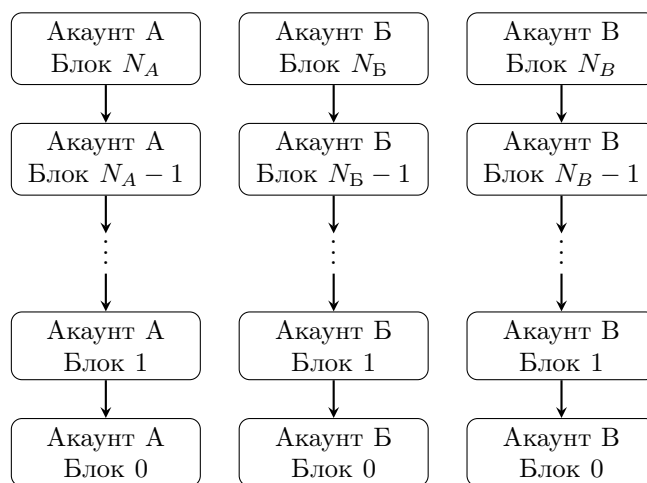 Акаунт А
Блок N_A
Акаунт Б
Блок N_Б
Акаунт В
Блок N_B
Акаунт А
Блок N_A − 1
Акаунт Б
Блок N_Б − 1
Акаунт В
Блок N_B − 1
Акаунт А
Блок 1
Акаунт Б
Блок 1
Акаунт В
Блок 1
Акаунт А
Блок 0
Акаунт Б
Блок 0
Акаунт В
Блок 0